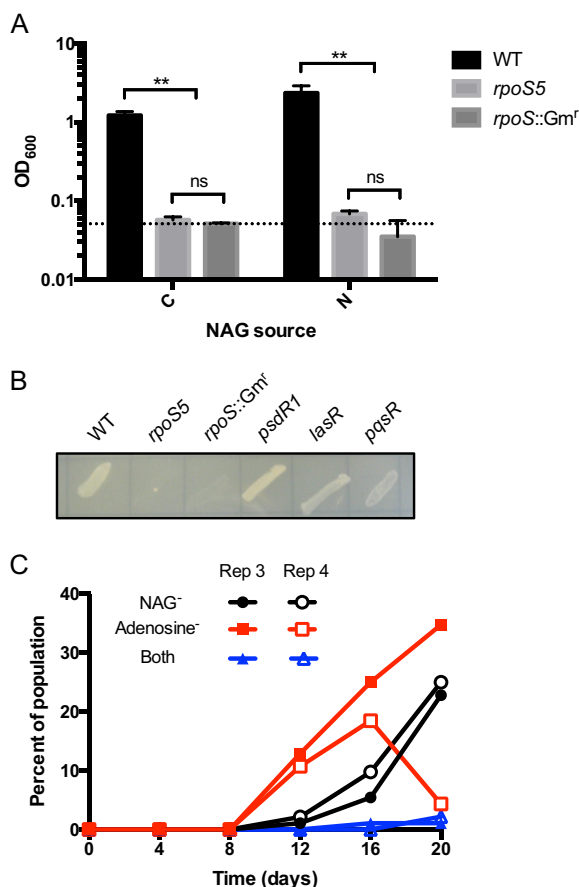 A
10
1
0.1
0.01
OD600
**
**
ns
ns
C
N
NAG source
WT
rpoS5
rpoS::Gmr
B
WT
rpoS5
rpoS::Gmr
psdR1
lasR
pqsR
C
Rep 3 Rep 4
NAG-
Adenosine-
Both
Percent of population
40
30
20
10
0
0 4 8 12 16 20
Time (days)